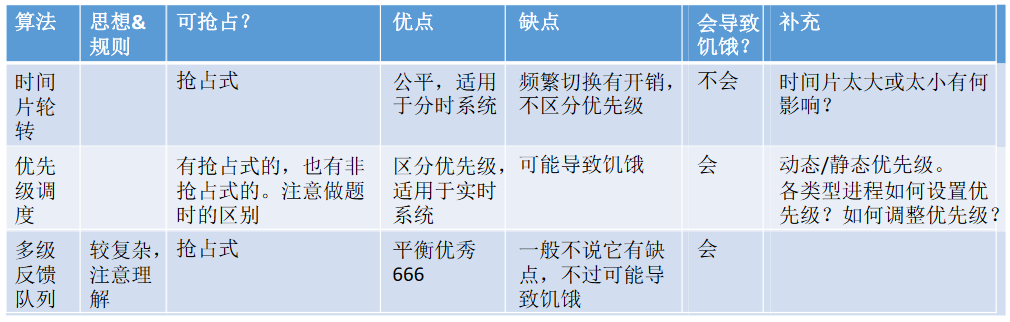 算法
思想&
规则
可抢占？
优点
缺点
会导致
饥饿？
补充
时间
片轮
转
抢占式
公平，适用
于分时系统
频繁切换有开销，
不区分优先级
不会
时间片太大或太小有何
影响？
优先
级调
度
有抢占式的，也有非
抢占式的。注意做题
时的区别
区分优先级，
适用于实时
系统
可能导致饥饿
会
动态/静态优先级。
各类型进程如何设置优
先级？如何调整优先级？
多级
反馈
队列
较复杂，
注意理
解
抢占式
平衡优秀
666
一般不说它有缺
点，不过可能导
致饥饿
会